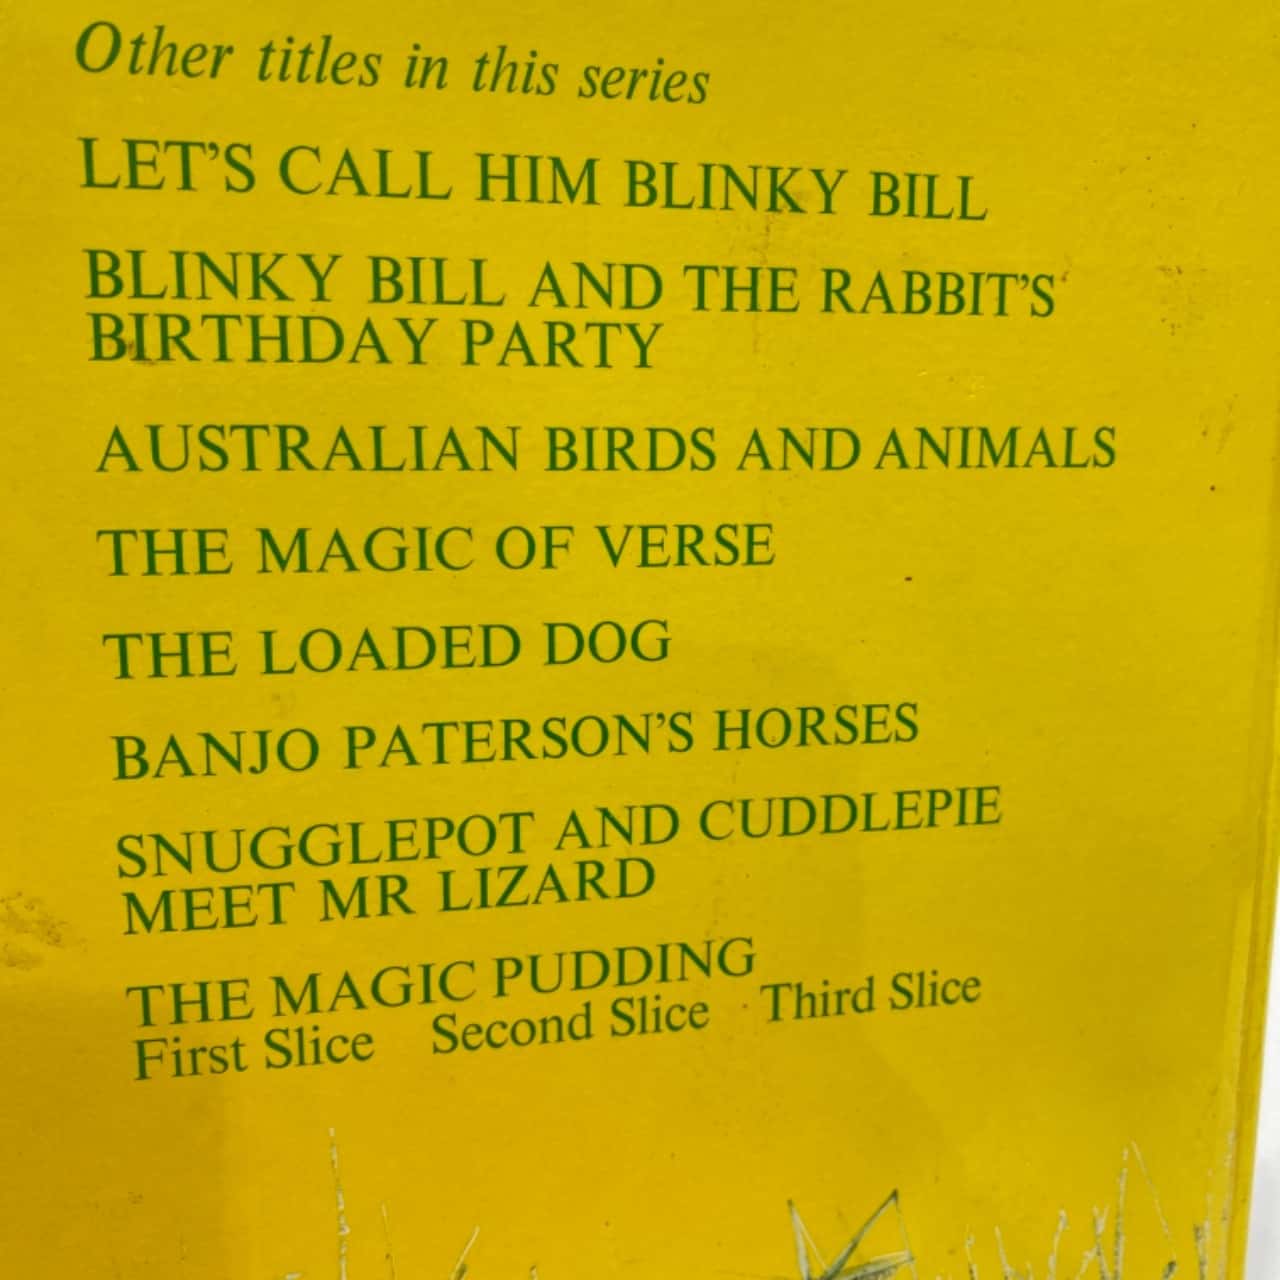 Other titles in this series
LET'S CALL HIM BLINKY BILL
BLINKY BILL AND THE RABBIT'S
BIRTHDAY PARTY
AUSTRALIAN BIRDS AND ANIMALS
THE MAGIC OF VERSE
THE LOADED DOG
BANJO PATERSON'S HORSES
SNUGGLEPOT AND CUDDLEPIE
MEET MR LIZARD
THE MAGIC PUDDING
First Slice Second Slice Third Slice